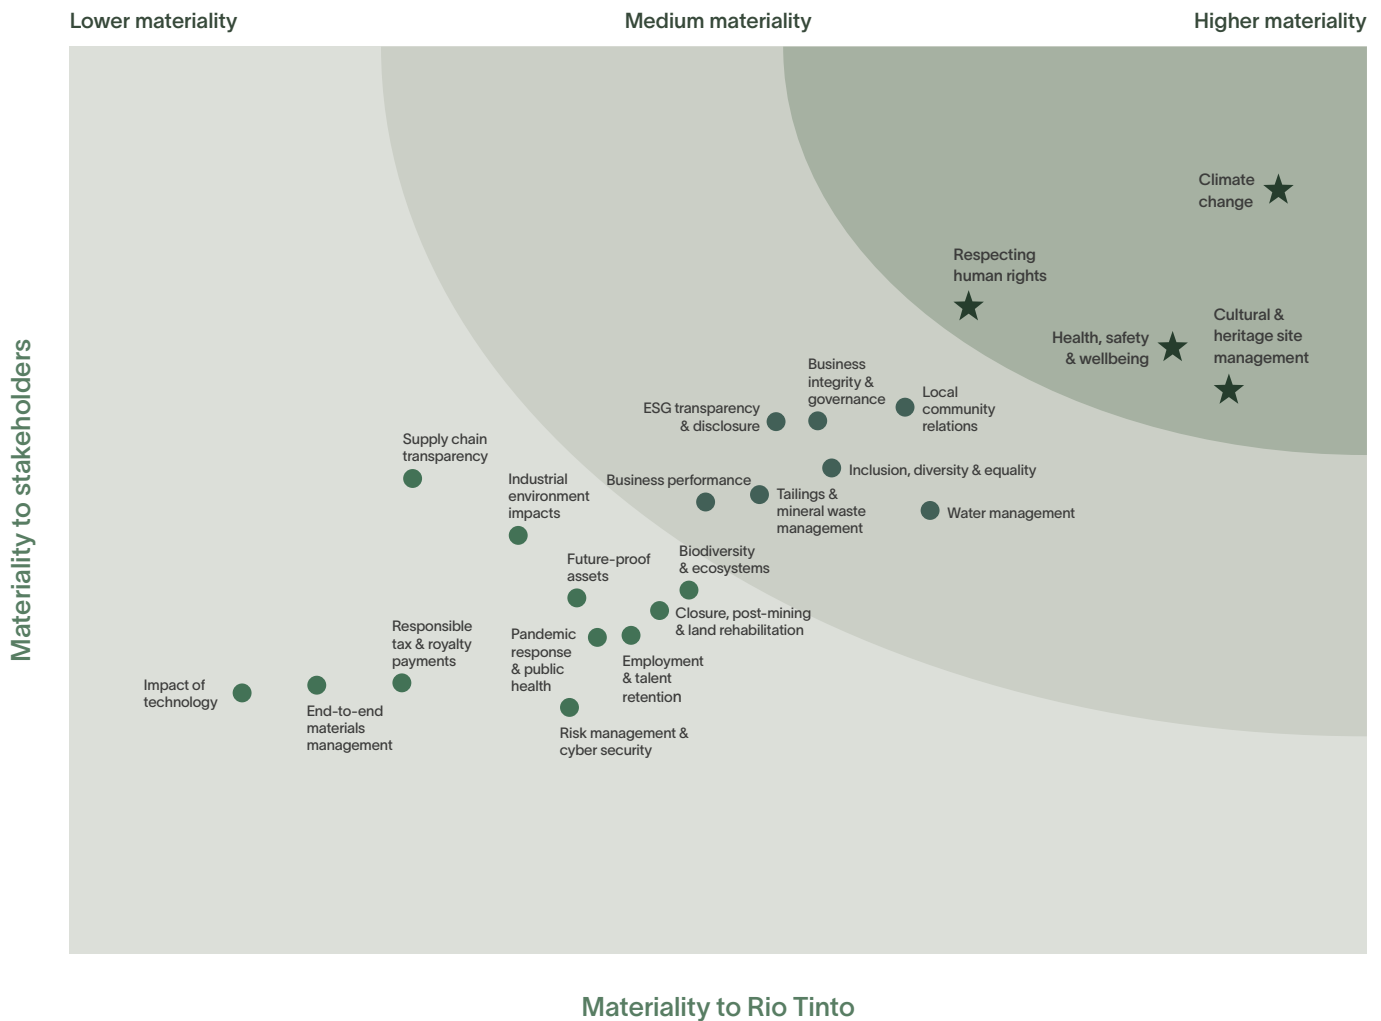 Lower materiality
Medium materiality
Higher materiality
Climate
change
Respecting
human rights
Cultural &
heritage site
management
Health, safety
& wellbeing
Business
integrity &
governance
Local
community
relations
ESG transparency
& disclosure
Supply chain
transparency
Inclusion, diversity & equality
Industrial
environment
impacts
Business performance
Tailings &
mineral waste
management
Water management
Biodiversity
& ecosystems
Future-proof
assets
Closure, post-mining
& land rehabilitation
Responsible
tax & royalty
payments
Pandemic
response
& public
health
Employment
& talent
retention
Impact of
technology
End-to-end
materials
management
Risk management &
cyber security
Materiality to stakeholders
Materiality to Rio Tinto